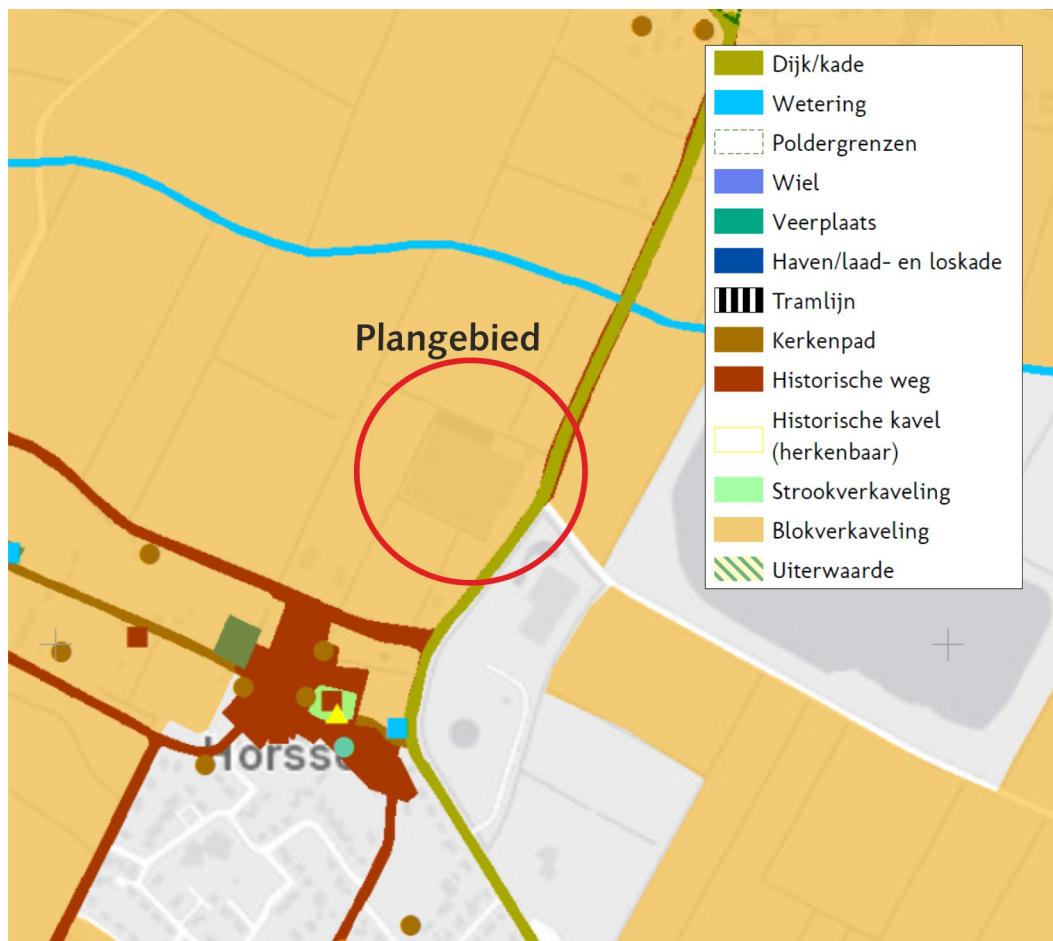 Dijk/kade
Wetering
Poldergrenzen
Wiel
Veerplaats
Haven/laad- en loskade
Tramlijn
Kerkenpad
Historische weg
Historische kavel
(herkenbaar)
Strookverkaveling
Blokverkaveling
Uiterwaarde
Plangebied